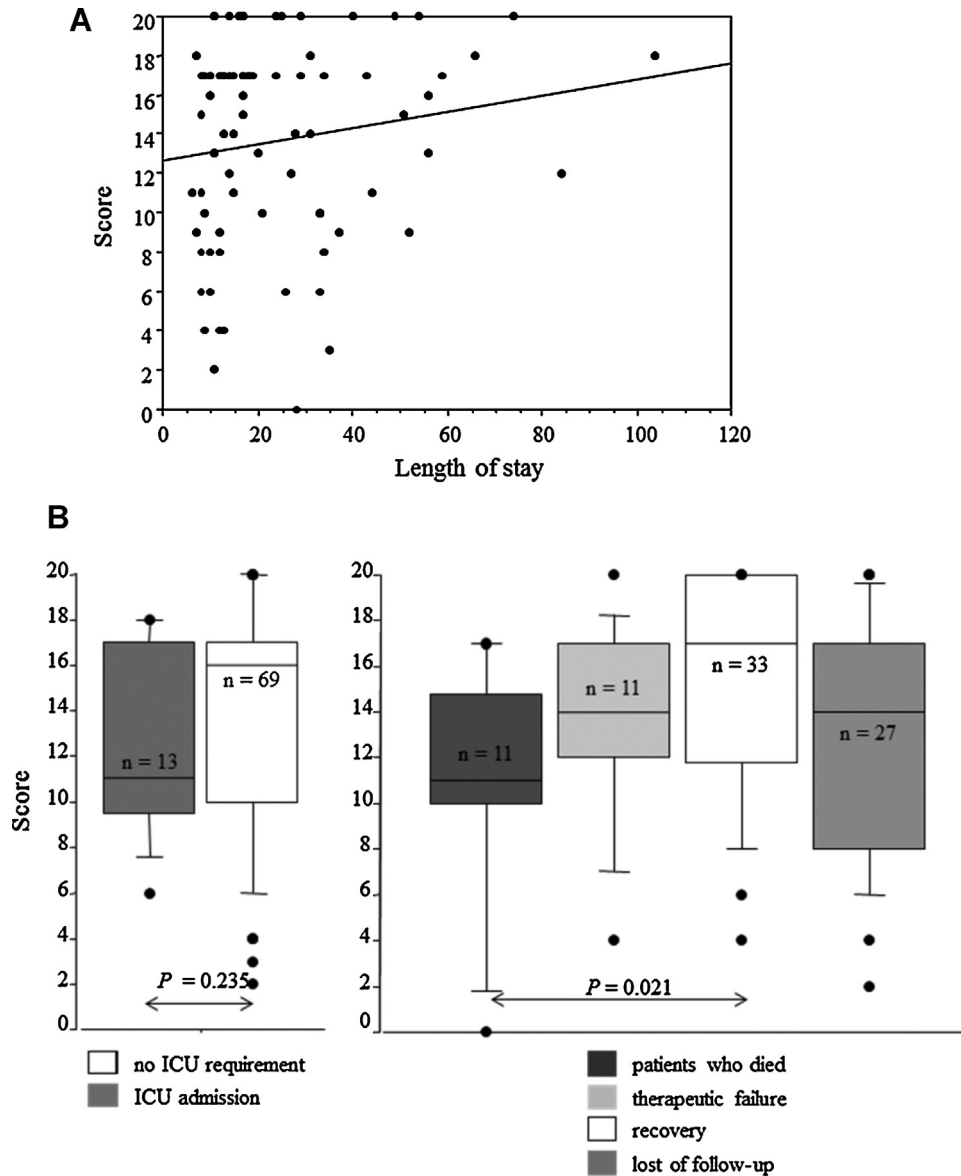 A
20
18
16
14
12
10
8
6
4
2
0
Score
0 20 40 60 80 100 120
Length of stay
B
20
18
16
14
12
10
8
6
4
2
0
Score
n = 13
n = 69
P = 0.235
20
18
16
14
12
10
8
6
4
2
0
n = 11
n = 11
n = 33
n = 27
P = 0.021
no ICU requirement
ICU admission
patients who died
therapeutic failure
recovery
lost of follow-up